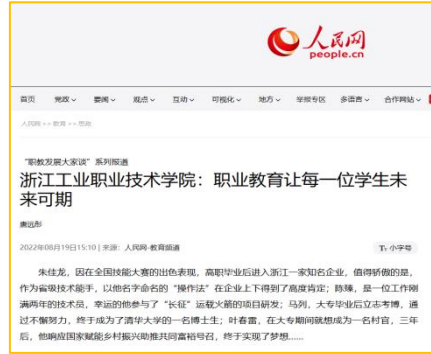 人民网
people.cn
首页 党政 要闻 观点 互动 可视化 地方 举报专区 多语言 合作网站
人民网 >> 教育 >> 思政
“职教发展大家谈”系列报道
浙江工业职业技术学院：职业教育让每一位学生未
来可期
唐远彤
2022年08月19日15:10 | 来源：人民网-教育频道
小字号
朱佳龙，因在全国技能大赛的出色表现，高职毕业后进入浙江一家知名企业，值得骄傲的是，
作为省级技术能手，以他名字命名的“操作法”在企业上下得到了高度肯定；陈臻，是一位工作刚
满两年的技术员，幸运的他参与了“长征”运载火箭的项目研发；马列，大专毕业后立志考博，通
过不懈努力，终于成为了清华大学的一名博士生；叶春雷，在大专期间就想成为一名村官，三年
后，他响应国家赋能乡村振兴助推共同富裕号召，终于实现了梦想……